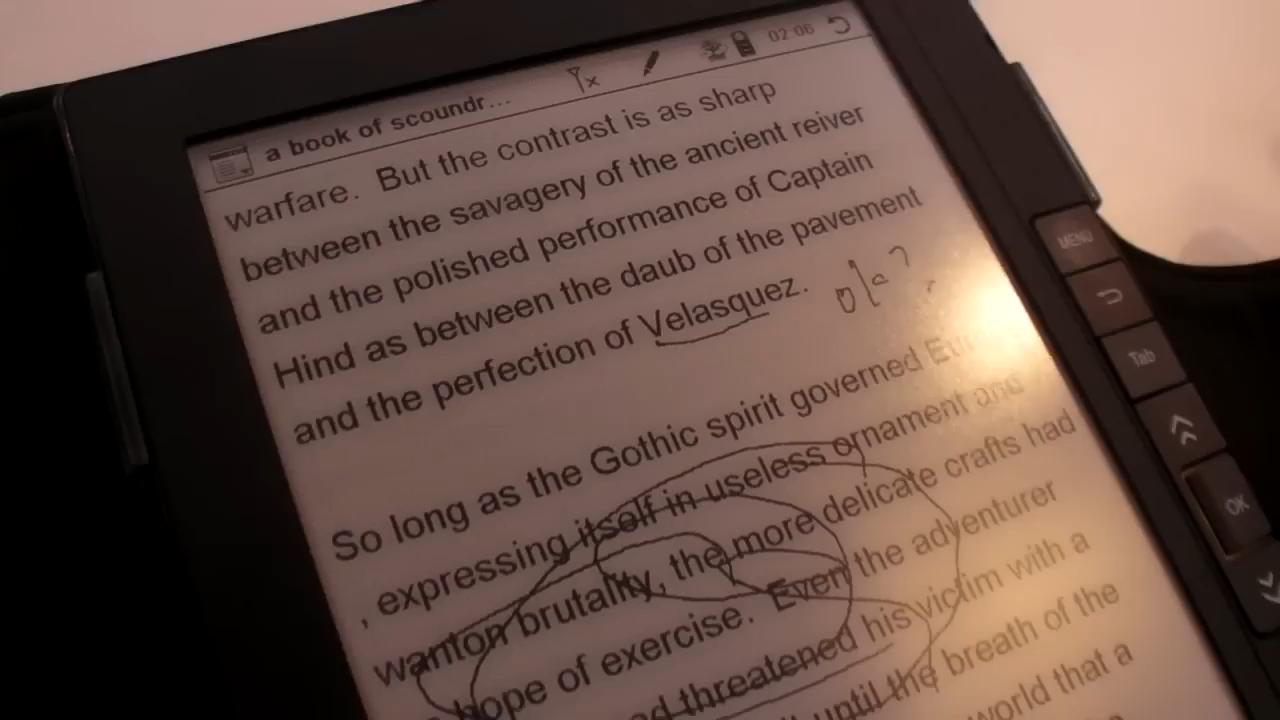 a book of scoundr...
02:06
warfare. But the contrast is as sharp
between the savagery of the ancient reiver
and the polished performance of Captain
Hind as between the daub of the pavement
and the perfection of Velasquez.
So long as the Gothic spirit governed
, expressing itself in useless ornament and
wanton brutality, the more delicate crafts had
hope of exercise. Even the adventurer
threatened his victim with a
until the breath of the
world that a
MENU
Tab
OK